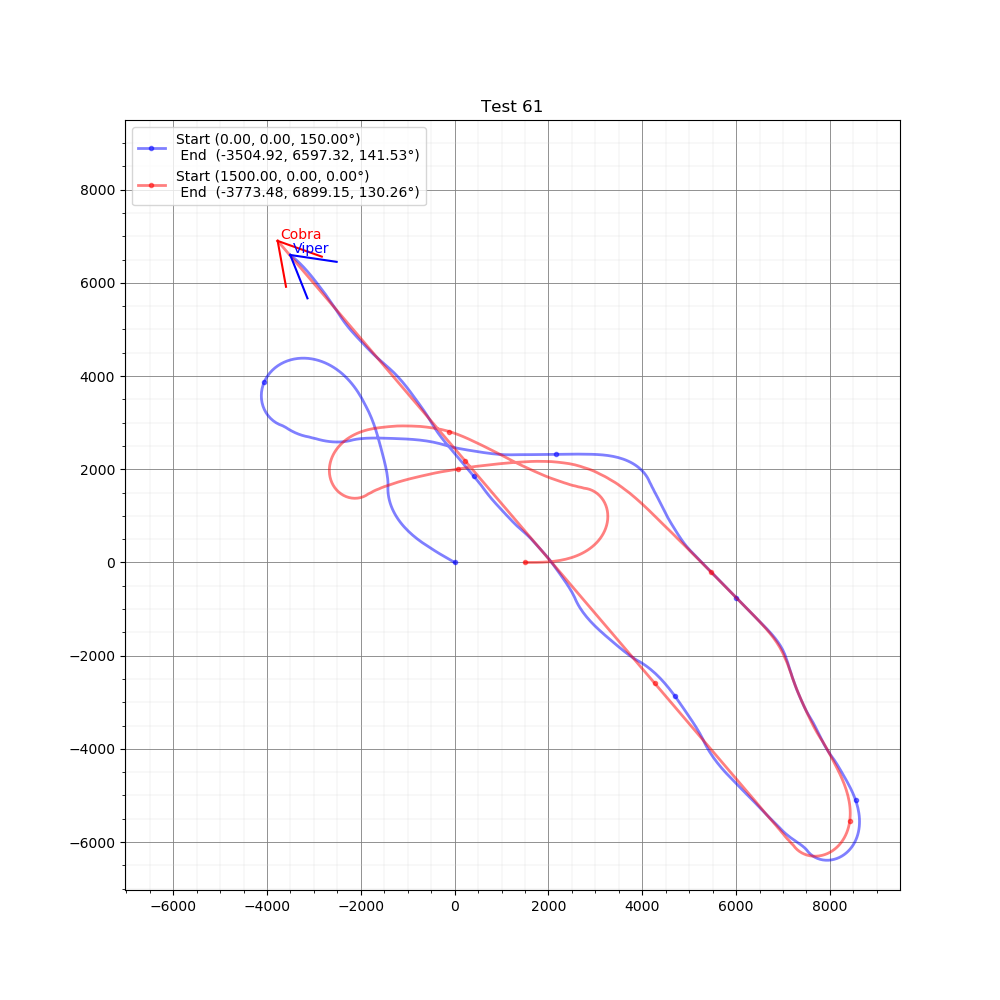 Test 61
Start (0.00, 0.00, 150.00°)
End  (-3504.92, 6597.32, 141.53°)
Start (1500.00, 0.00, 0.00°)
End  (-3773.48, 6899.15, 130.26°)
8000
Cobra
Viper
6000
4000
2000
0
−2000
−4000
−6000
−6000 −4000 −2000 0 2000 4000 6000 8000